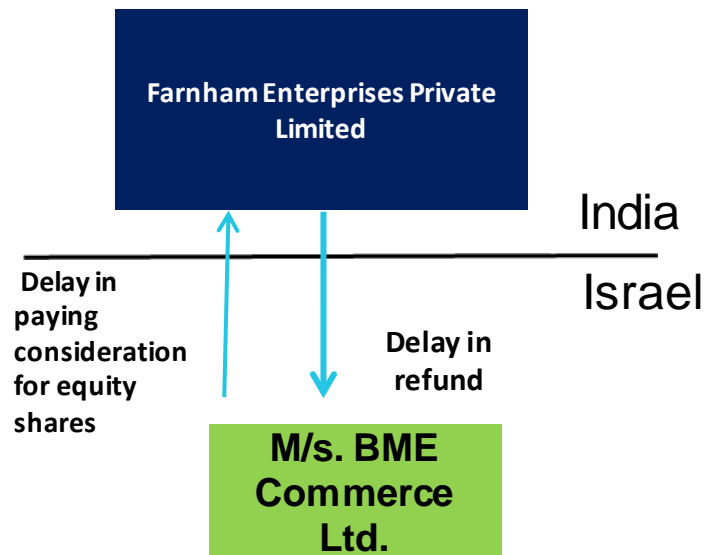 Farnham Enterprises Private
Limited
India
Israel
Delay in
paying
consideration
for equity
shares
Delay in
refund
M/s. BME
Commerce
Ltd.